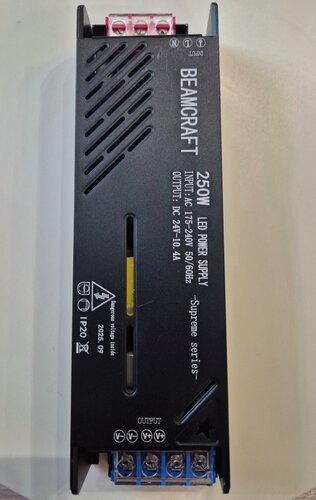 INPUT
N L
BEAMCRAFT
250W LED POWER SUPPLY
INPUT:AC 175-240V 50/60Hz
OUTPUT: DC 24V-10.4A
-Supreme series-
Dangerous voltage inside
2025.09
IP20
OUTPUT
V- V- V+ V+